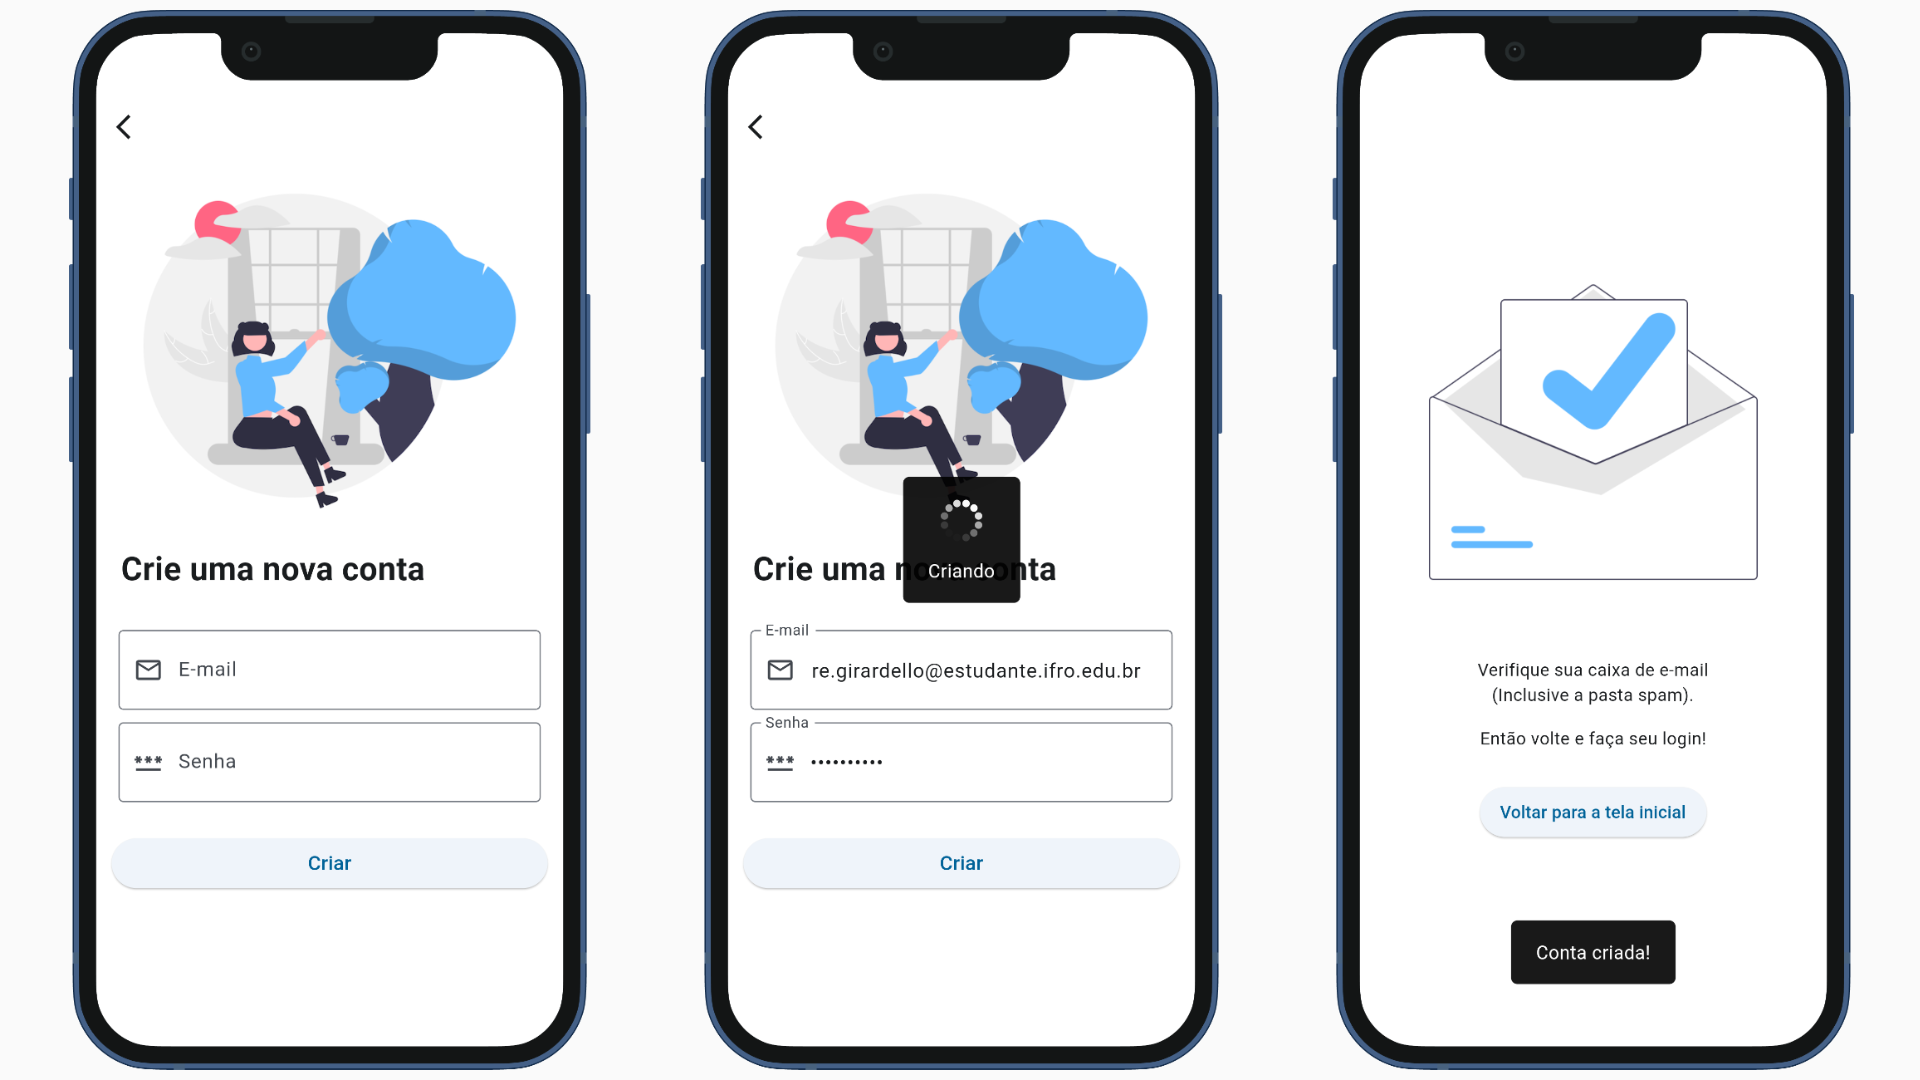 Crie uma nova conta
E-mail
*** Senha
Criar
Criando
Crie uma nova conta
E-mail
re.girardello@estudante.ifro.edu.br
Senha
*** ••••••••••
Criar
Verifique sua caixa de e-mail
(Inclusive a pasta spam).
Então volte e faça seu login!
Voltar para a tela inicial
Conta criada!